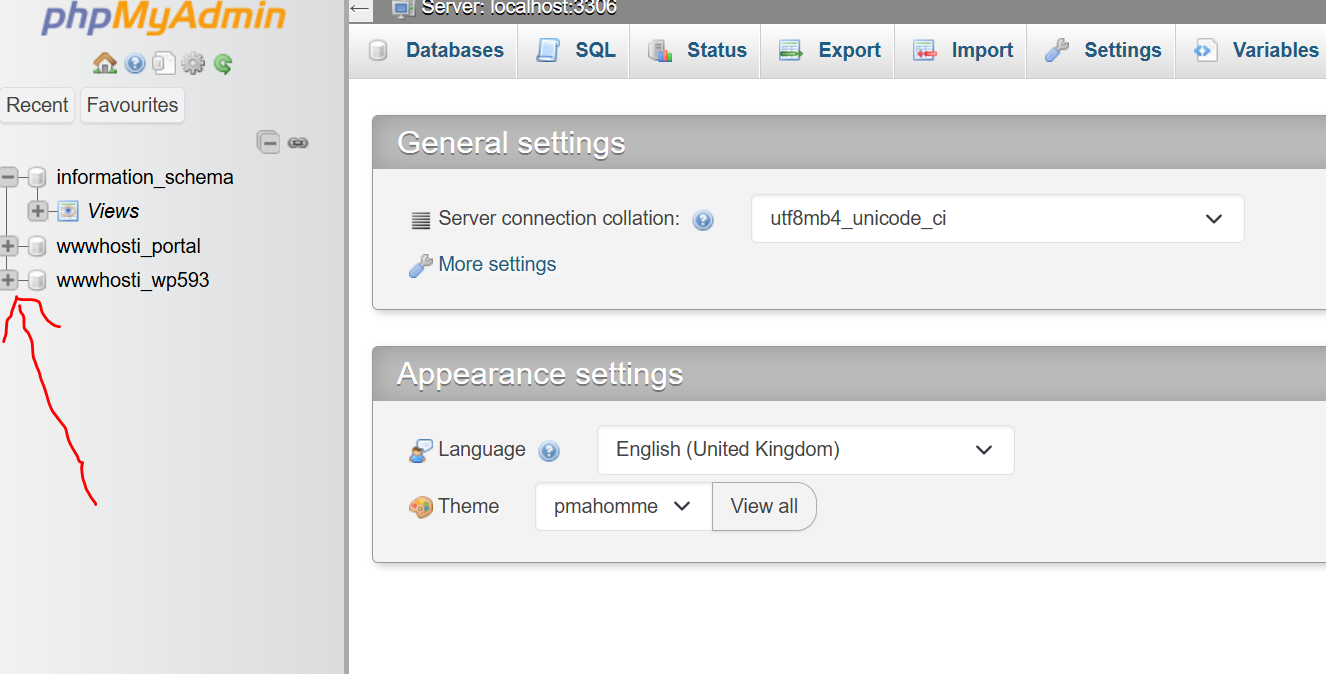 phpMyAdmin
Server: localhost:3306
Databases
SQL
Status
Export
Import
Settings
Variables
Recent
Favourites
information_schema
Views
wwwhosti_portal
wwwhosti_wp593
General settings
Server connection collation:
utf8mb4_unicode_ci
More settings
Appearance settings
Language
English (United Kingdom)
Theme
pmahomme
View all